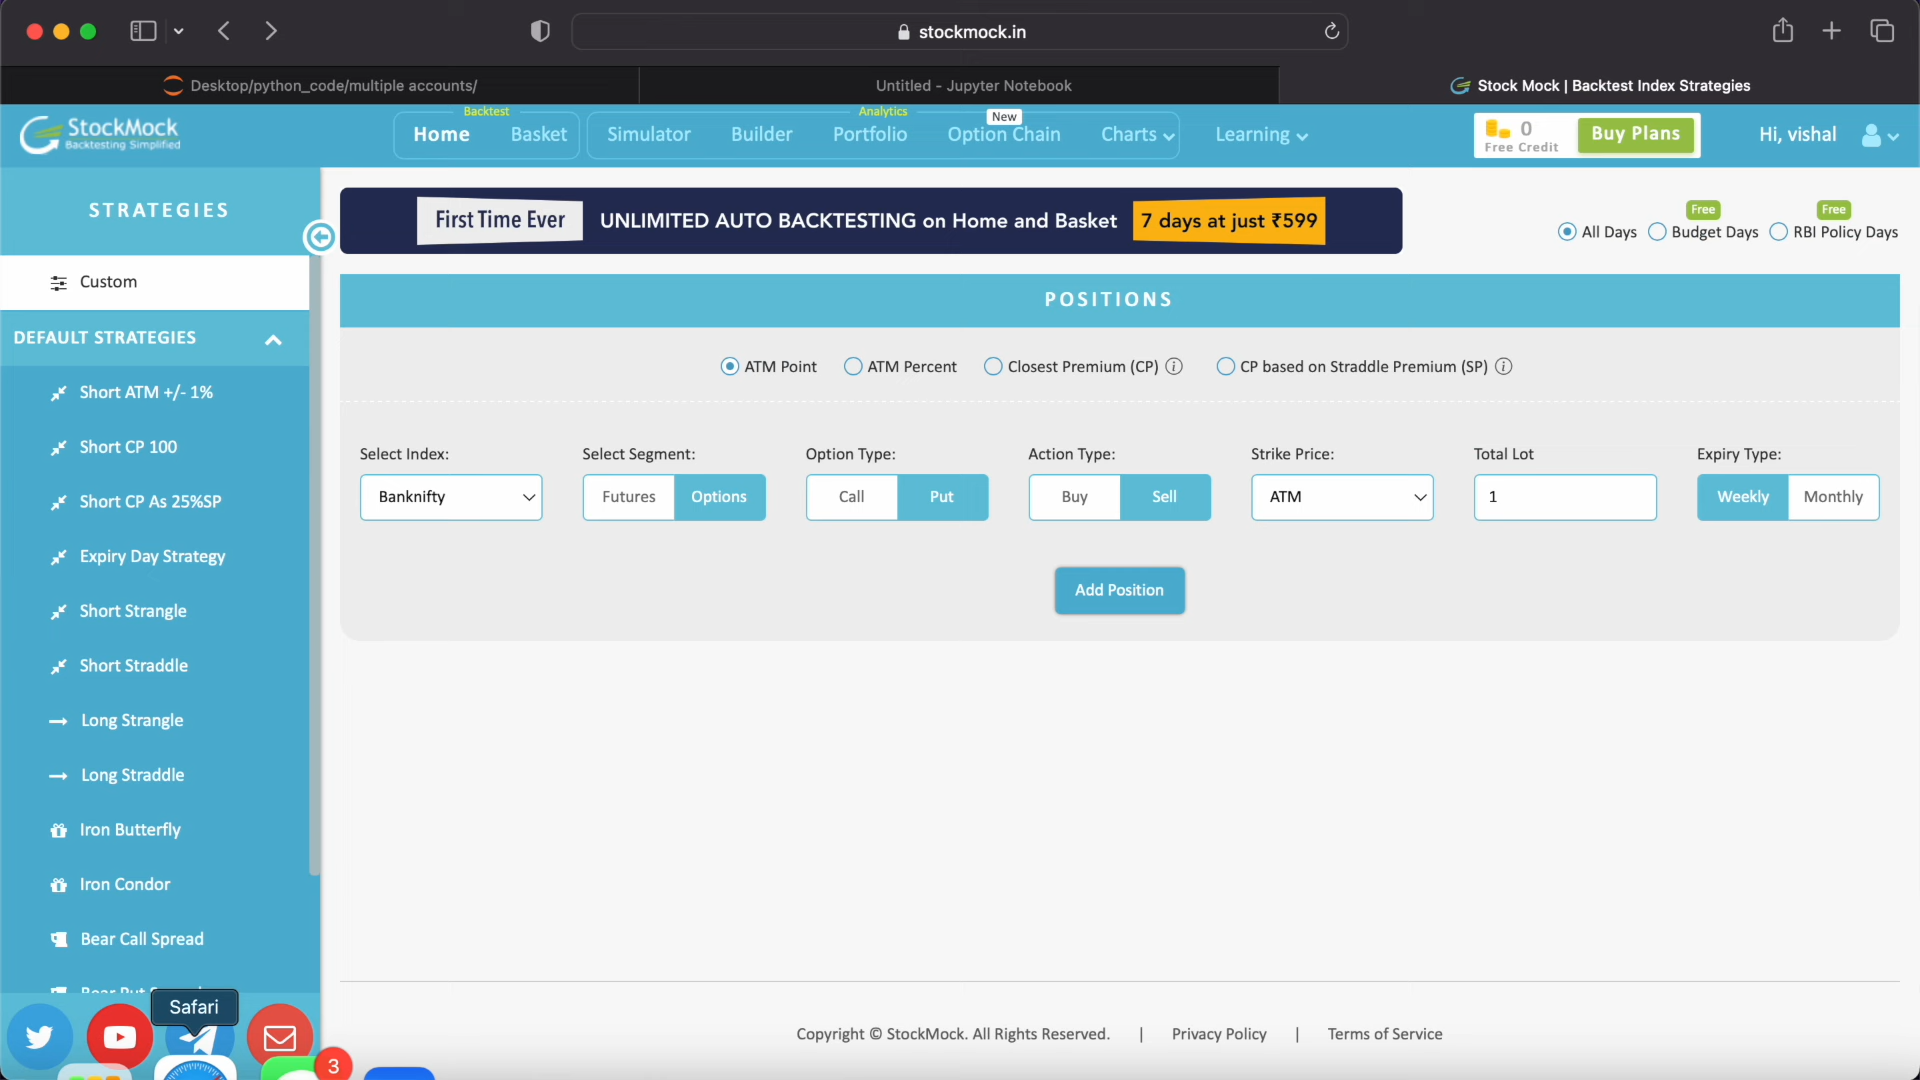 stockmock.in
Desktop/python_code/multiple accounts/
Untitled - Jupyter Notebook
Stock Mock | Backtest Index Strategies
StockMock
Backtesting Simplified
Backtest
Home
Basket
Analytics
Simulator
Builder
Portfolio
New
Option Chain
Charts
Learning
0
Free Credit
Buy Plans
Hi, vishal
STRATEGIES
Custom
DEFAULT STRATEGIES
Short ATM +/- 1%
Short CP 100
Short CP As 25%SP
Expiry Day Strategy
Short Strangle
Short Straddle
Long Strangle
Long Straddle
Iron Butterfly
Iron Condor
Bear Call Spread
Safari
3
First Time Ever UNLIMITED AUTO BACKTESTING on Home and Basket 7 days at just ₹599
Free Free
All Days Budget Days RBI Policy Days
POSITIONS
ATM Point ATM Percent Closest Premium (CP) CP based on Straddle Premium (SP)
Select Index: Select Segment: Option Type: Action Type: Strike Price: Total Lot Expiry Type:
Banknifty Futures Options Call Put Buy Sell ATM 1 Weekly Monthly
Add Position
Copyright © StockMock. All Rights Reserved. | Privacy Policy | Terms of Service